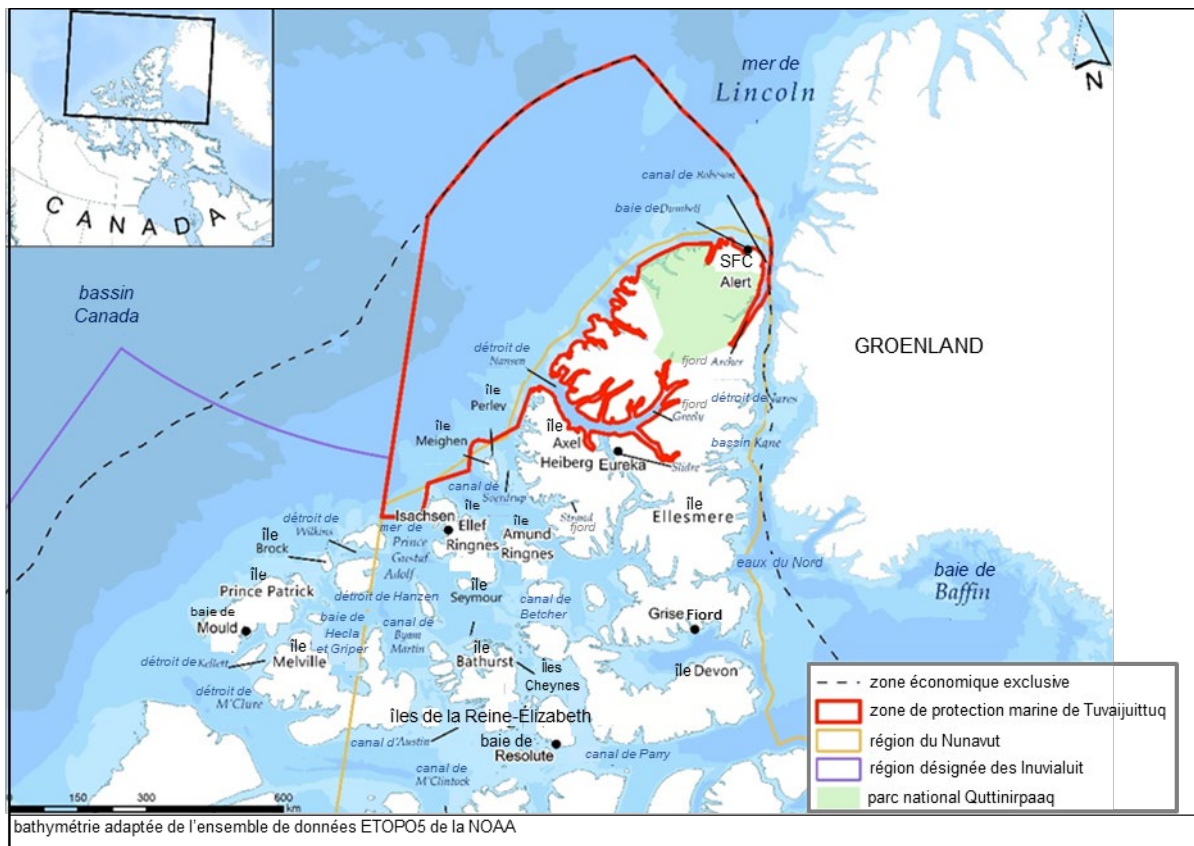 CANADA
mer de
Lincoln
N
canal de Robeson
baie de Dumbell
SFC
Alert
bassin
Canada
GROENLAND
détroit de
Nansen
fjord Archer
île
Perley
fjord
Greely
détroit de Nares
île
Meighen
île
Axel
Heiberg
Eureka
bassin Kane
Slidre
canal de
Sverdrup
île
Ellesmere
Isachsen
île
Ellef
Ringnes
île
Amund
Ringnes
Strand
fjord
détroit de
Wilkins
mer de
Prince
Gustaf
Adolf
île
Brock
eaux du Nord
baie de
Baffin
île
Prince Patrick
détroit de Hanzen
île
Seymour
canal de
Betcher
Grise Fiord
baie de
Mould
baie de
Hecla
et Griper
canal de
Byam
Martin
détroit de Kellett
île
Melville
île
Bathurst
îles
Cheynes
île Devon
détroit de
M'Clure
îles de la Reine-Élizabeth
canal d'Austin
baie de
Resolute
canal de Parry
canal de
M'Clintock
0 150 300 600
km
zone économique exclusive
zone de protection marine de Tuvaijuittuq
région du Nunavut
région désignée des Inuvialuit
parc national Quttinirpaaq
bathymétrie adaptée de l'ensemble de données ETOPO5 de la NOAA